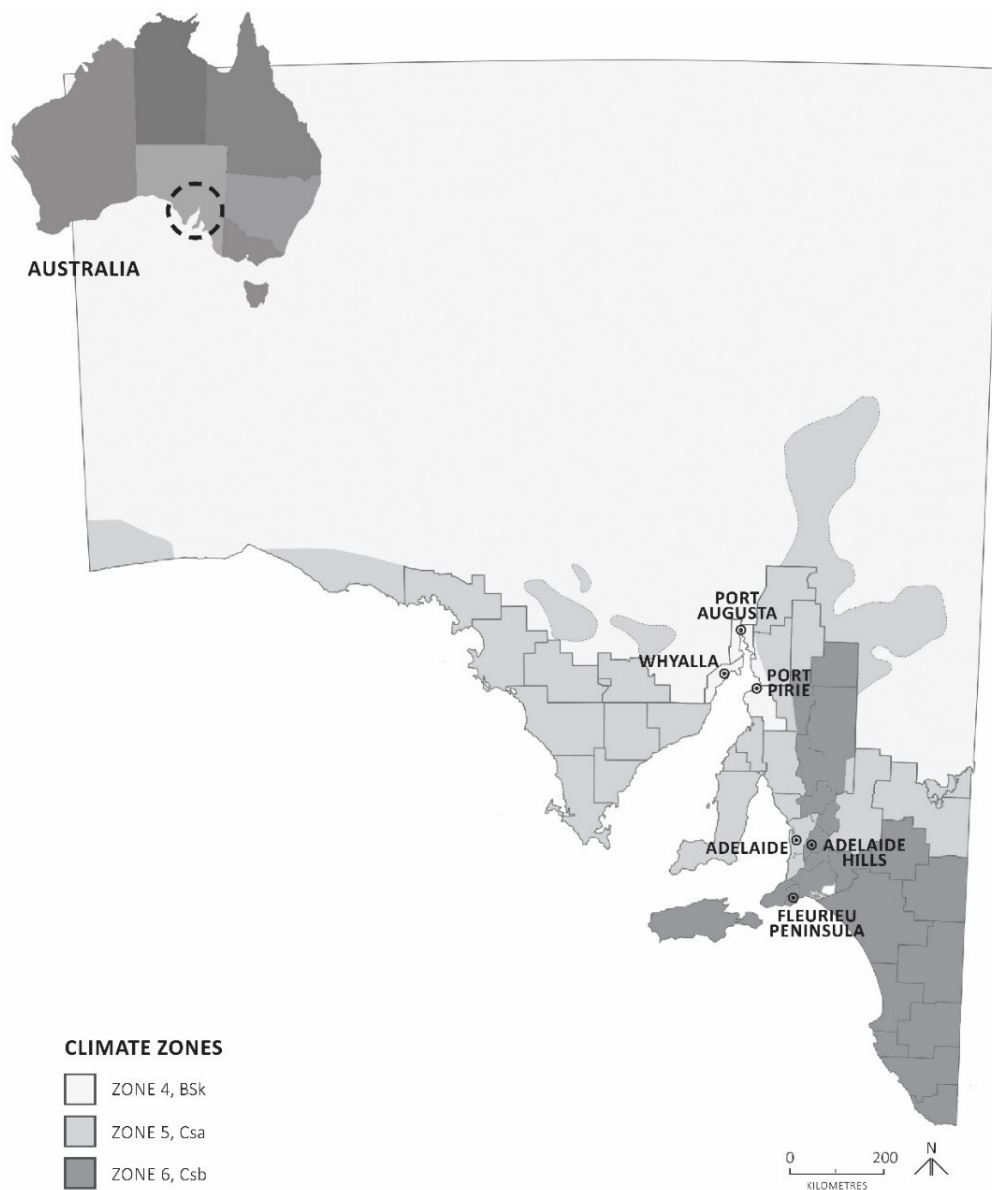 AUSTRALIA
PORT
AUGUSTA
WHYALLA
PORT
PIRIE
ADELAIDE
ADELAIDE
HILLS
FLEURIEU
PENINSULA
CLIMATE ZONES
ZONE 4, BSk
ZONE 5, Csa
ZONE 6, Csb
0 200
KILOMETRES
N